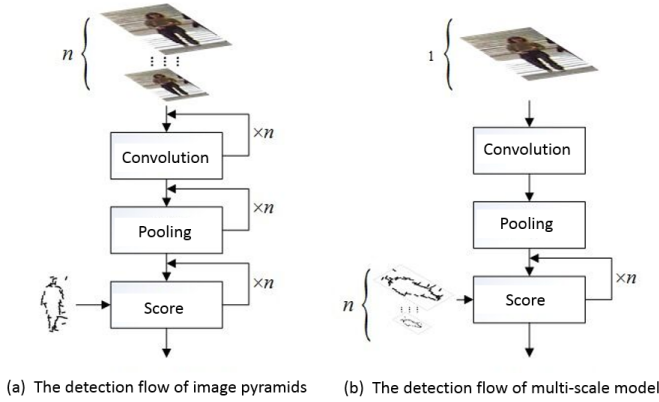 n
Convolution
×n
Pooling
×n
Score
×n
(a) The detection flow of image pyramids
1
Convolution
Pooling
n
Score
×n
(b) The detection flow of multi-scale model